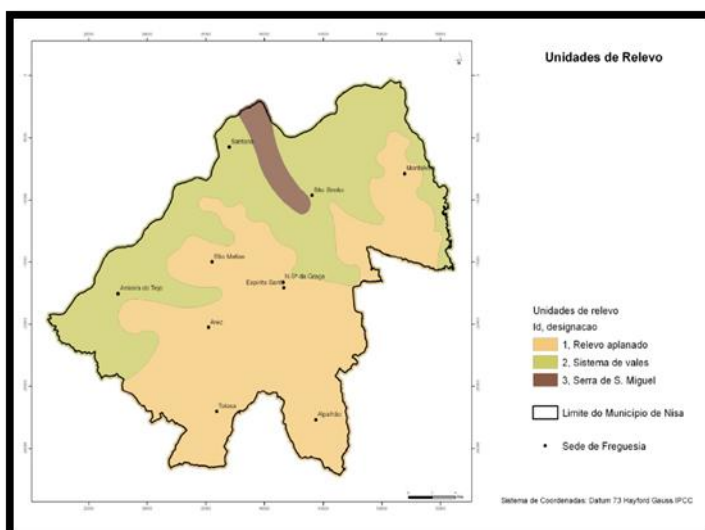 Unidades de Relevo
Santana
Montalvão
São Simão
São Matias
N.Sª da Graça
Espírito Santo
Amieira do Tejo
Arez
Tolosa
Alpalhão
Unidades de relevo
Id, designacao
1, Relevo aplanado
2, Sistema de vales
3, Serra de S. Miguel
Limite do Município de Nisa
Sede de Freguesia
Sistema de Coordenadas: Datum 73 Hayford Gauss IPCC